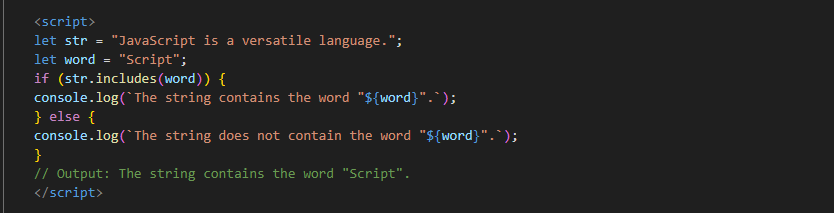 <script>
let str = "JavaScript is a versatile language.";
let word = "Script";
if (str.includes(word)) {
console.log(`The string contains the word "${word}".`);
} else {
console.log(`The string does not contain the word "${word}".`);
}
// Output: The string contains the word "Script".
</script>